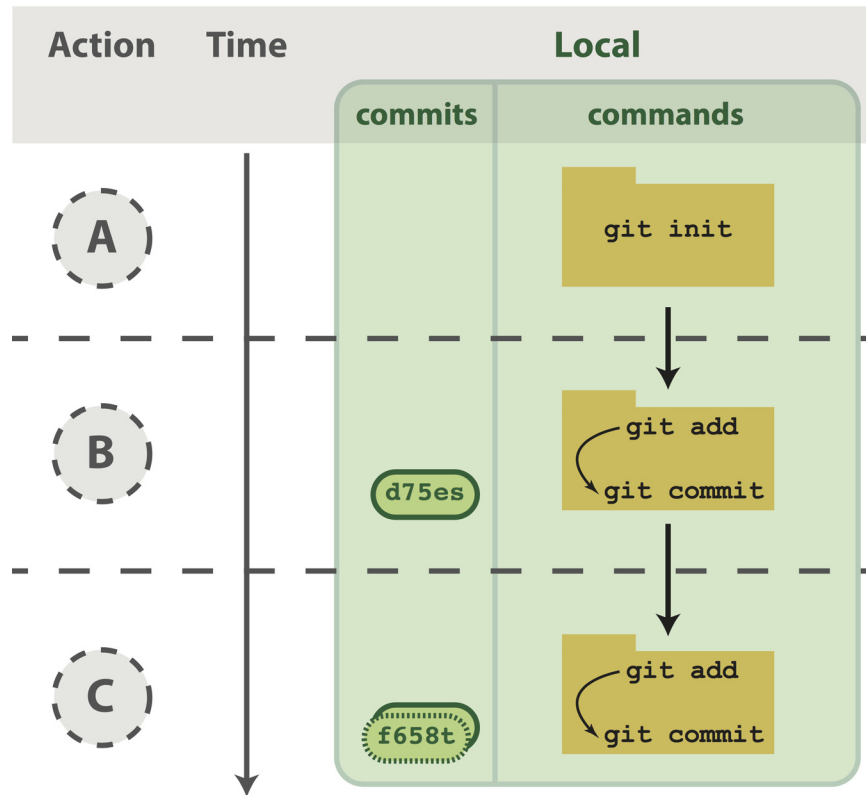 Action Time Local
commits commands
A
git init
B
git add
d75es
git commit
C
git add
f658t
git commit